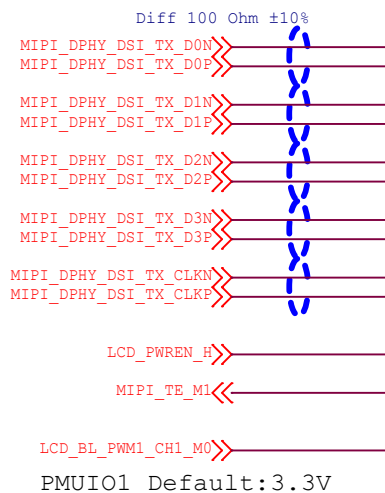 Diff 100 Ohm ±10%
MIPI_DPHY_DSI_TX_D0N
MIPI_DPHY_DSI_TX_D0P
MIPI_DPHY_DSI_TX_D1N
MIPI_DPHY_DSI_TX_D1P
MIPI_DPHY_DSI_TX_D2N
MIPI_DPHY_DSI_TX_D2P
MIPI_DPHY_DSI_TX_D3N
MIPI_DPHY_DSI_TX_D3P
MIPI_DPHY_DSI_TX_CLKN
MIPI_DPHY_DSI_TX_CLKP
LCD_PWREN_H
MIPI_TE_M1
LCD_BL_PWM1_CH1_M0
PMUIO1 Default:3.3V